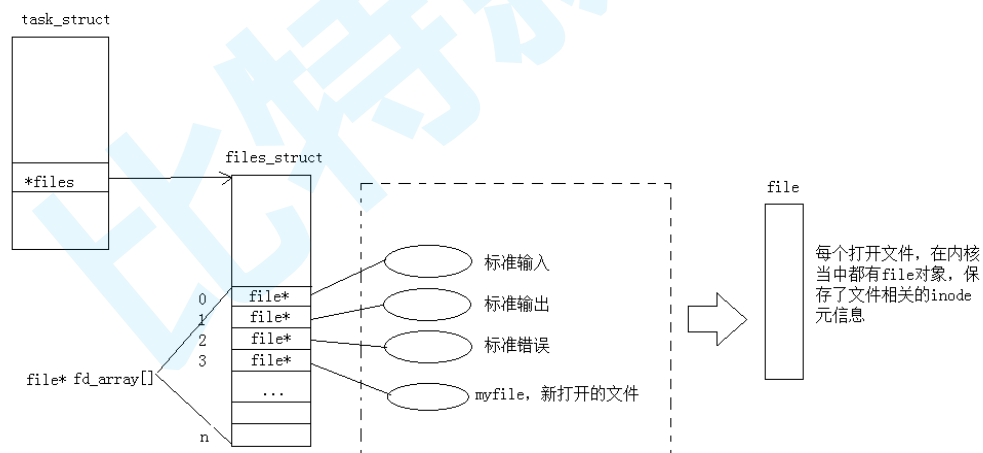 task_struct
*files
files_struct
file
标准输入
标准输出
标准错误
myfile，新打开的文件
0
1
2
3
n
file*
file*
file*
file*
...
file* fd_array[]
每个打开文件，在内核
当中都有file对象，保
存了文件相关的inode
元信息
比特